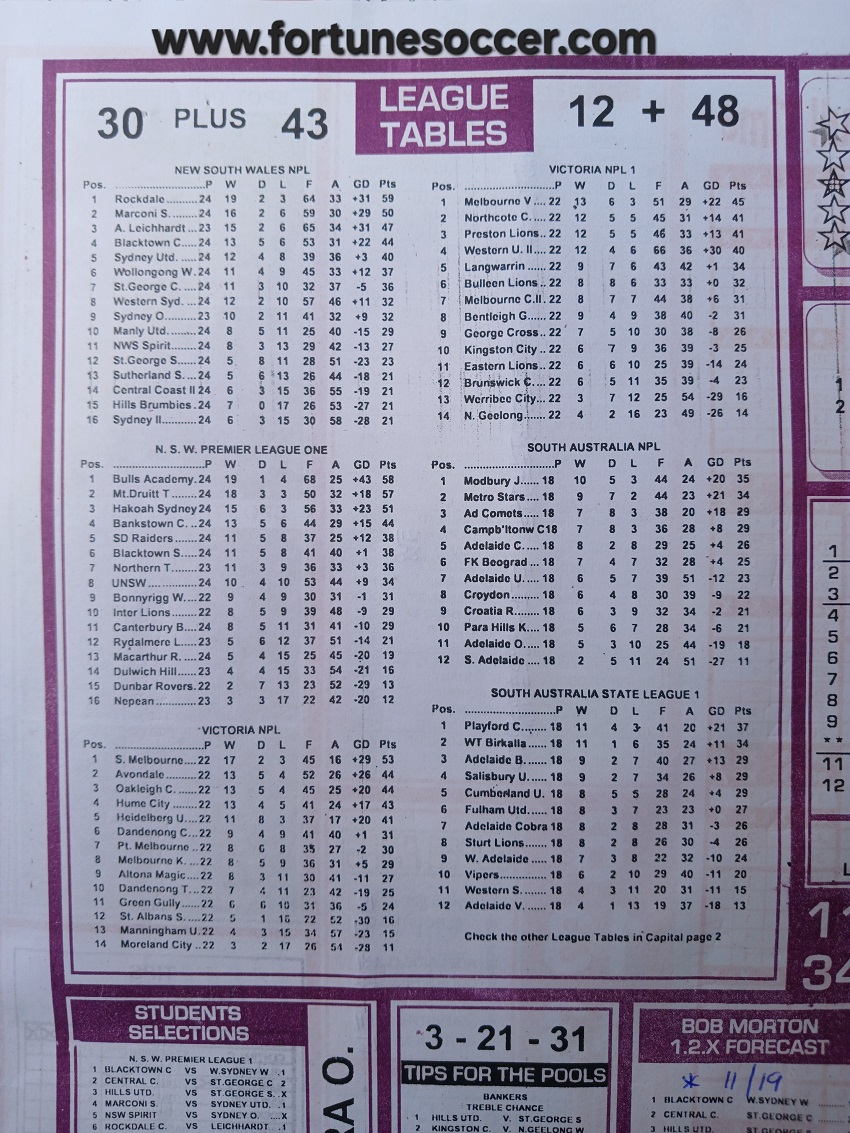 www.fortunesoccer.com
30 PLUS 43
LEAGUE TABLES
12 + 48
NEW SOUTH WALES NPL
Pos. ....................P W D L F A GD Pts
1 Rockdale..........24 19 2 3 64 33 +31 59
2 Marconi S.........24 16 2 6 59 30 +29 50
3 A. Leichhardt ...23 15 2 6 65 34 +31 47
4 Blacktown C.....24 13 5 6 53 31 +22 44
5 Sydney Utd. .....24 12 4 8 39 36 +3 40
6 Wollongong W.24 11 4 9 45 33 +12 37
7 St.George C. ....24 11 3 10 32 37 -5 36
8 Western Syd. ...24 12 2 10 57 46 +11 32
9 Sydney O..........23 10 2 11 41 32 +9 32
10 Manly Utd........24 8 5 11 25 40 -15 29
11 NWS Spirit.......24 8 3 13 29 42 -13 27
12 St.George S......24 5 8 11 28 51 -23 23
13 Sutherland S....24 5 6 13 26 44 -18 21
14 Central Coast II 24 6 3 15 36 55 -19 21
15 Hills Brumbies.24 7 0 17 26 53 -27 21
16 Sydney II..........24 6 3 15 30 58 -28 21
N. S. W. PREMIER LEAGUE ONE
Pos. ....................P W D L F A GD Pts
1 Bulls Academy.24 19 1 4 68 25 +43 58
2 Mt.Druitt T .......24 18 3 3 50 32 +18 57
3 Hakoah Sydney24 15 6 3 56 33 +23 51
4 Bankstown C. ..24 13 5 6 44 29 +15 44
5 SD Raiders.......24 11 5 8 37 25 +12 38
6 Blacktown S.....24 11 5 8 41 40 +1 38
7 Northern T.......23 11 3 9 36 33 +3 36
8 UNSW..............24 10 4 10 53 44 +9 34
9 Bonnyrigg W...22 9 4 9 30 31 -1 31
10 Inter Lions.......22 8 5 9 39 48 -9 29
11 Canterbury B...24 8 5 11 31 41 -10 29
12 Rydalmere L....23 5 6 12 37 51 -14 21
13 Macarthur R. ...24 5 4 15 25 45 -20 19
14 Dulwich Hill.....23 4 4 15 33 54 -21 16
15 Dunbar Rovers.22 2 7 13 23 52 -29 13
16 Nepean............23 3 3 17 22 42 -20 12
VICTORIA NPL
Pos. ....................P W D L F A GD Pts
1 S. Melbourne....22 17 2 3 45 16 +29 53
2 Avondale..........22 13 5 4 52 26 +26 44
3 Oakleigh C. .....22 13 5 4 45 25 +20 44
4 Hume City .......22 13 4 5 41 24 +17 43
5 Heidelberg U...22 11 8 3 37 17 +20 41
6 Dandenong C...22 9 4 9 41 40 +1 31
7 Pt. Melbourne ..22 8 6 8 35 27 -2 30
8 Melbourne K. ...22 8 5 9 36 31 +5 29
9 Altona Magic....22 8 3 11 30 41 -11 27
10 Dandenong T...22 7 4 11 23 42 -19 25
11 Green Gully......22 6 6 10 31 36 -5 24
12 St. Albans S.....22 5 1 16 22 52 -30 16
13 Manningham U.22 4 3 15 34 57 -23 15
14 Moreland City ..22 3 2 17 26 54 -28 11
VICTORIA NPL 1
Pos. ....................P W D L F A GD Pts
1 Melbourne V ....22 13 6 3 51 29 +22 45
2 Northcote C. ....22 12 5 5 45 31 +14 41
3 Preston Lions..22 12 5 5 46 33 +13 41
4 Western U. II....22 12 4 6 66 36 +30 40
5 Langwarrin ......22 9 7 6 43 42 +1 34
6 Bulleen Lions ..22 8 8 6 33 33 +0 32
7 Melbourne C.II.22 8 7 7 44 38 +6 31
8 Bentleigh G.....22 9 4 9 38 40 -2 31
9 George Cross..22 7 5 10 30 38 -8 26
10 Kingston City ..22 6 7 9 36 39 -3 25
11 Eastern Lions..22 6 6 10 25 39 -14 24
12 Brunswick C....22 6 5 11 35 39 -4 23
13 Werribee City...22 3 7 12 25 54 -29 16
14 N. Geelong......22 4 2 16 23 49 -26 14
SOUTH AUSTRALIA NPL
Pos. ....................P W D L F A GD Pts
1 Modbury J...... 18 10 5 3 44 24 +20 35
2 Metro Stars .... 18 9 7 2 44 23 +21 34
3 Ad Comets..... 18 7 8 3 38 20 +18 29
4 Campb'ltonw C18 7 8 3 36 28 +8 29
5 Adelaide C..... 18 8 2 8 29 25 +4 26
6 FK Beograd ... 18 7 4 7 32 28 +4 25
7 Adelaide U..... 18 6 5 7 39 51 -12 23
8 Croydon......... 18 6 4 8 30 39 -9 22
9 Croatia R........ 18 6 3 9 32 34 -2 21
10 Para Hills K.... 18 5 6 7 28 34 -6 21
11 Adelaide O..... 18 5 3 10 25 44 -19 18
12 S. Adelaide .... 18 2 5 11 24 51 -27 11
SOUTH AUSTRALIA STATE LEAGUE 1
Pos. ....................P W D L F A GD Pts
1 Playford C...... 18 11 4 3 41 20 +21 37
2 WT Birkalla...... 18 11 1 6 35 24 +11 34
3 Adelaide B...... 18 9 2 7 40 27 +13 29
4 Salisbury U.... 18 9 2 7 34 26 +8 29
5 Cumberland U. 18 8 5 5 28 24 +4 29
6 Fulham Utd..... 18 8 3 7 23 23 +0 27
7 Adelaide Cobra 18 8 2 8 28 31 -3 26
8 Sturt Lions...... 18 8 2 8 26 30 -4 26
9 W. Adelaide .... 18 7 3 8 22 32 -10 24
10 Vipers............. 18 6 2 10 29 40 -11 20
11 Western S. ..... 18 4 3 11 20 31 -11 15
12 Adelaide V. ..... 18 4 1 13 19 37 -18 13
Check the other League Tables in Capital page 2
1
2
1
2
3
4
5
6
7
8
9
**
11
12
STUDENTS SELECTIONS
N. S. W. PREMIER LEAGUE 1
1 BLACKTOWN C VS W.SYDNEY W ..1
2 CENTRAL C. VS ST.GEORGE C 2
3 HILLS UTD. VS ST.GEORGE S. .X
4 MARCONI S. VS SYDNEY UTD. ..1
5 NSW SPIRIT VS SYDNEY O. ....X
6 ROCKDALE C. VS LEICHHARDT ..1
RA O.
3 - 21 - 31
TIPS FOR THE POOLS
BANKERS
TREBLE CHANCE
1 HILLS UTD. V. ST.GEORGE S
2 KINGSTON C. V. N.GEELONG W
BOB MORTON
1.2.X FORECAST
* 11/19
1 BLACKTOWN C W.SYDNEY W ..
2 CENTRAL C. ST.GEORGE C
3 HILLS UTD. ST.GEORGE S
34